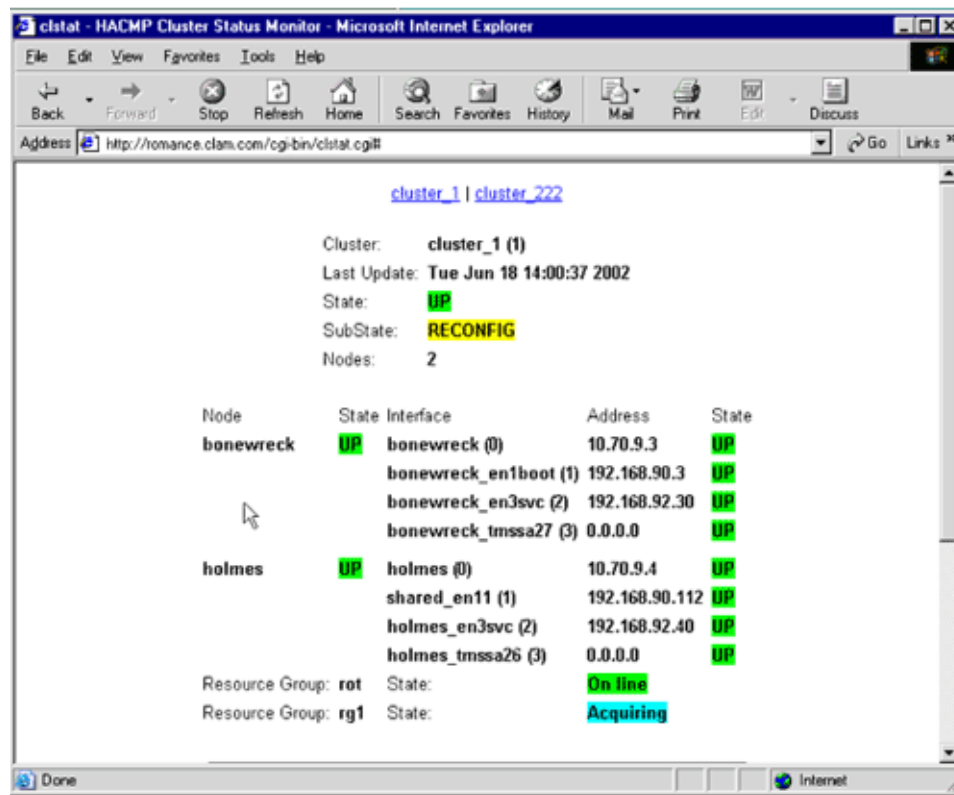 clstat - HACMP Cluster Status Monitor - Microsoft Internet Explorer
File Edit View Favorites Tools Help
Back Forward Stop Refresh Home Search Favorites History Mail Print Edit Discuss
Address http://romance.clam.com/cgi-bin/clstat.cgi# Go Links »
cluster_1 | cluster_222
Cluster: cluster_1 (1)
Last Update: Tue Jun 18 14:00:37 2002
State: UP
SubState: RECONFIG
Nodes: 2
Node State Interface Address State
bonewreck UP bonewreck (0) 10.70.9.3 UP
bonewreck_en1boot (1) 192.168.90.3 UP
bonewreck_en3svc (2) 192.168.92.30 UP
bonewreck_tmssa27 (3) 0.0.0.0 UP
holmes UP holmes (0) 10.70.9.4 UP
shared_en11 (1) 192.168.90.112 UP
holmes_en3svc (2) 192.168.92.40 UP
holmes_tmssa26 (3) 0.0.0.0 UP
Resource Group: rot State: On line
Resource Group: rg1 State: Acquiring
Done Internet